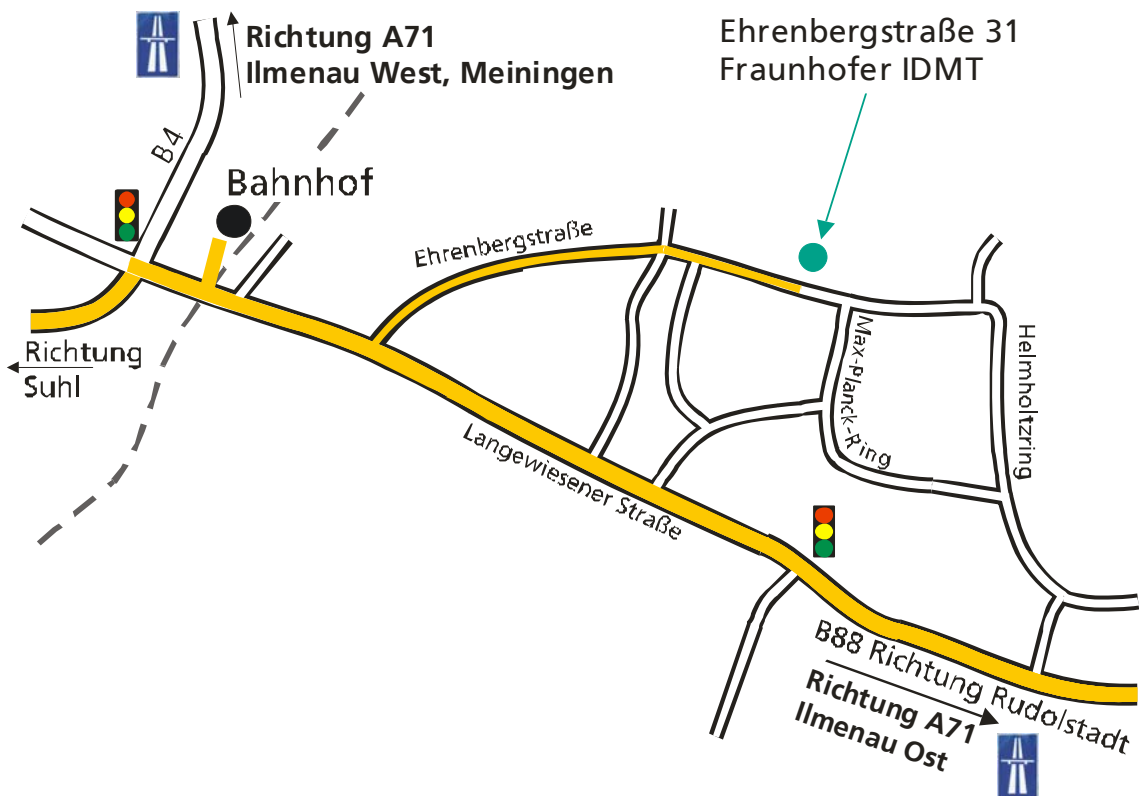 Richtung A71
Ilmenau West, Meiningen
Ehrenbergstraße 31
Fraunhofer IDMT
B4
Bahnhof
Ehrenbergstraße
Richtung
Suhl
Max-Planck-Ring
Helmholtzring
Langewiesener Straße
B88 Richtung Rudolstadt
Richtung A71
Ilmenau Ost